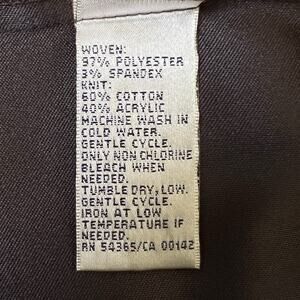 WOVEN:
97% POLYESTER
3% SPANDEX
KNIT:
60% COTTON
40% ACRYLIC
MACHINE WASH IN
COLD WATER.
GENTLE CYCLE.
ONLY NON CHLORINE
BLEACH WHEN
NEEDED.
TUMBLE DRY, LOW.
GENTLE CYCLE.
IRON AT LOW
TEMPERATURE IF
NEEDED.
RN 54365/CA 00142